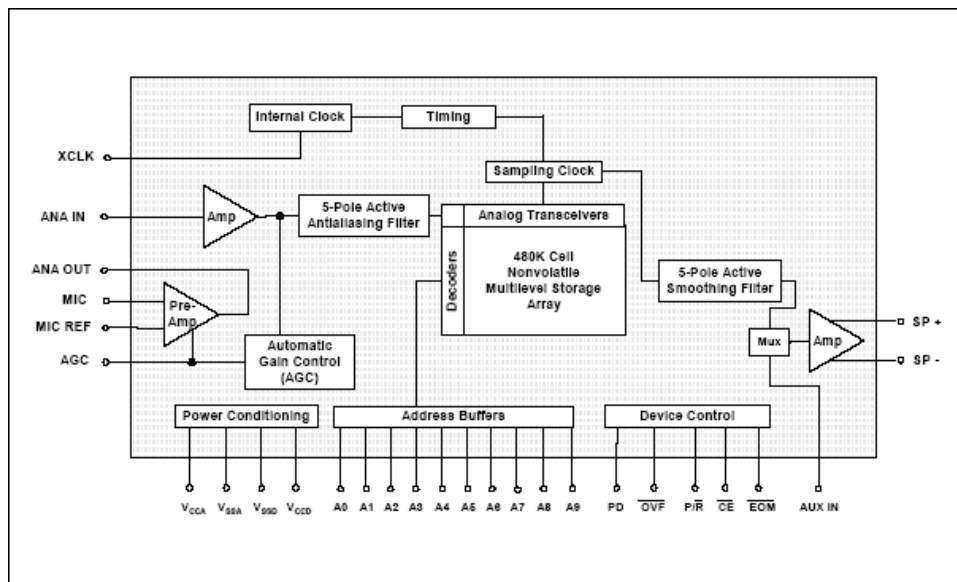 Internal Clock
Timing
XCLK
Sampling Clock
ANA IN
Amp
5-Pole Active
Antialiasing Filter
Analog Transceivers
Decoders
480K Cell
Nonvolatile
Multilevel Storage
Array
5-Pole Active
Smoothing Filter
ANA OUT
MIC
Pre-
Amp
MIC REF
AGC
Automatic
Gain Control
(AGC)
Mux
Amp
SP +
SP -
Power Conditioning
Address Buffers
Device Control
VCCA VSSA VSSD VCCD A0 A1 A2 A3 A4 A5 A6 A7 A8 A9 PD OVF P/R CE EOM AUX IN